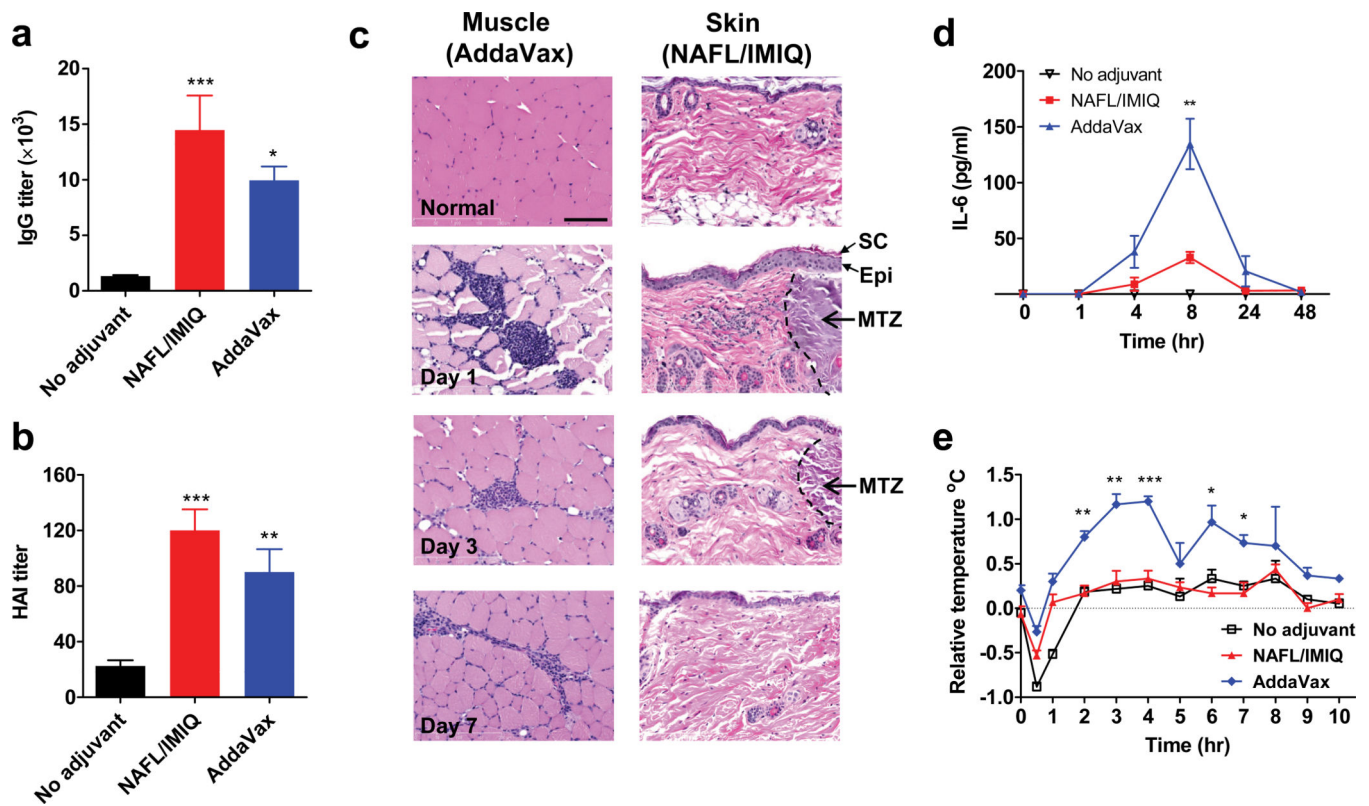 a
IgG titer (×10³)
20
15
10
5
0
***
*
No adjuvant
NAFL/IMIQ
AddaVax
b
HAI titer
160
120
80
40
0
***
**
No adjuvant
NAFL/IMIQ
AddaVax
c
Muscle
(AddaVax)
Skin
(NAFL/IMIQ)
Normal
Day 1
SC
Epi
MTZ
Day 3
MTZ
Day 7
d
IL-6 (pg/ml)
200
150
100
50
No adjuvant
NAFL/IMIQ
AddaVax
**
0 1 4 8 24 48
Time (hr)
e
Relative temperature °C
1.5
1.0
0.5
0.0
-0.5
-1.0
** ** *** * *
No adjuvant
NAFL/IMIQ
AddaVax
0 1 2 3 4 5 6 7 8 9 10
Time (hr)